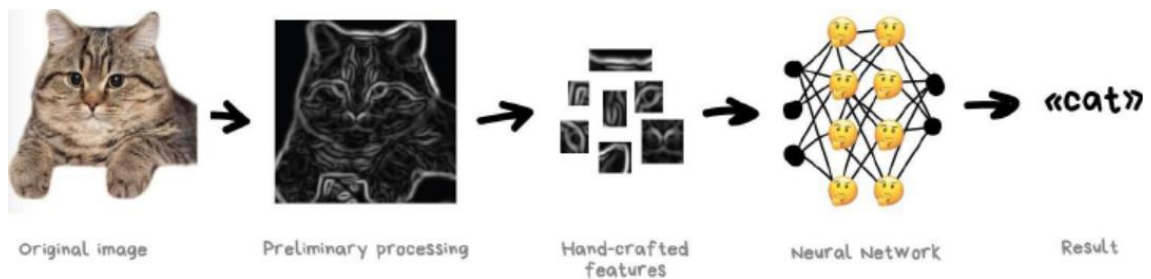 «cat»
Original image
Preliminary processing
Hand-crafted
features
Neural Network
Result